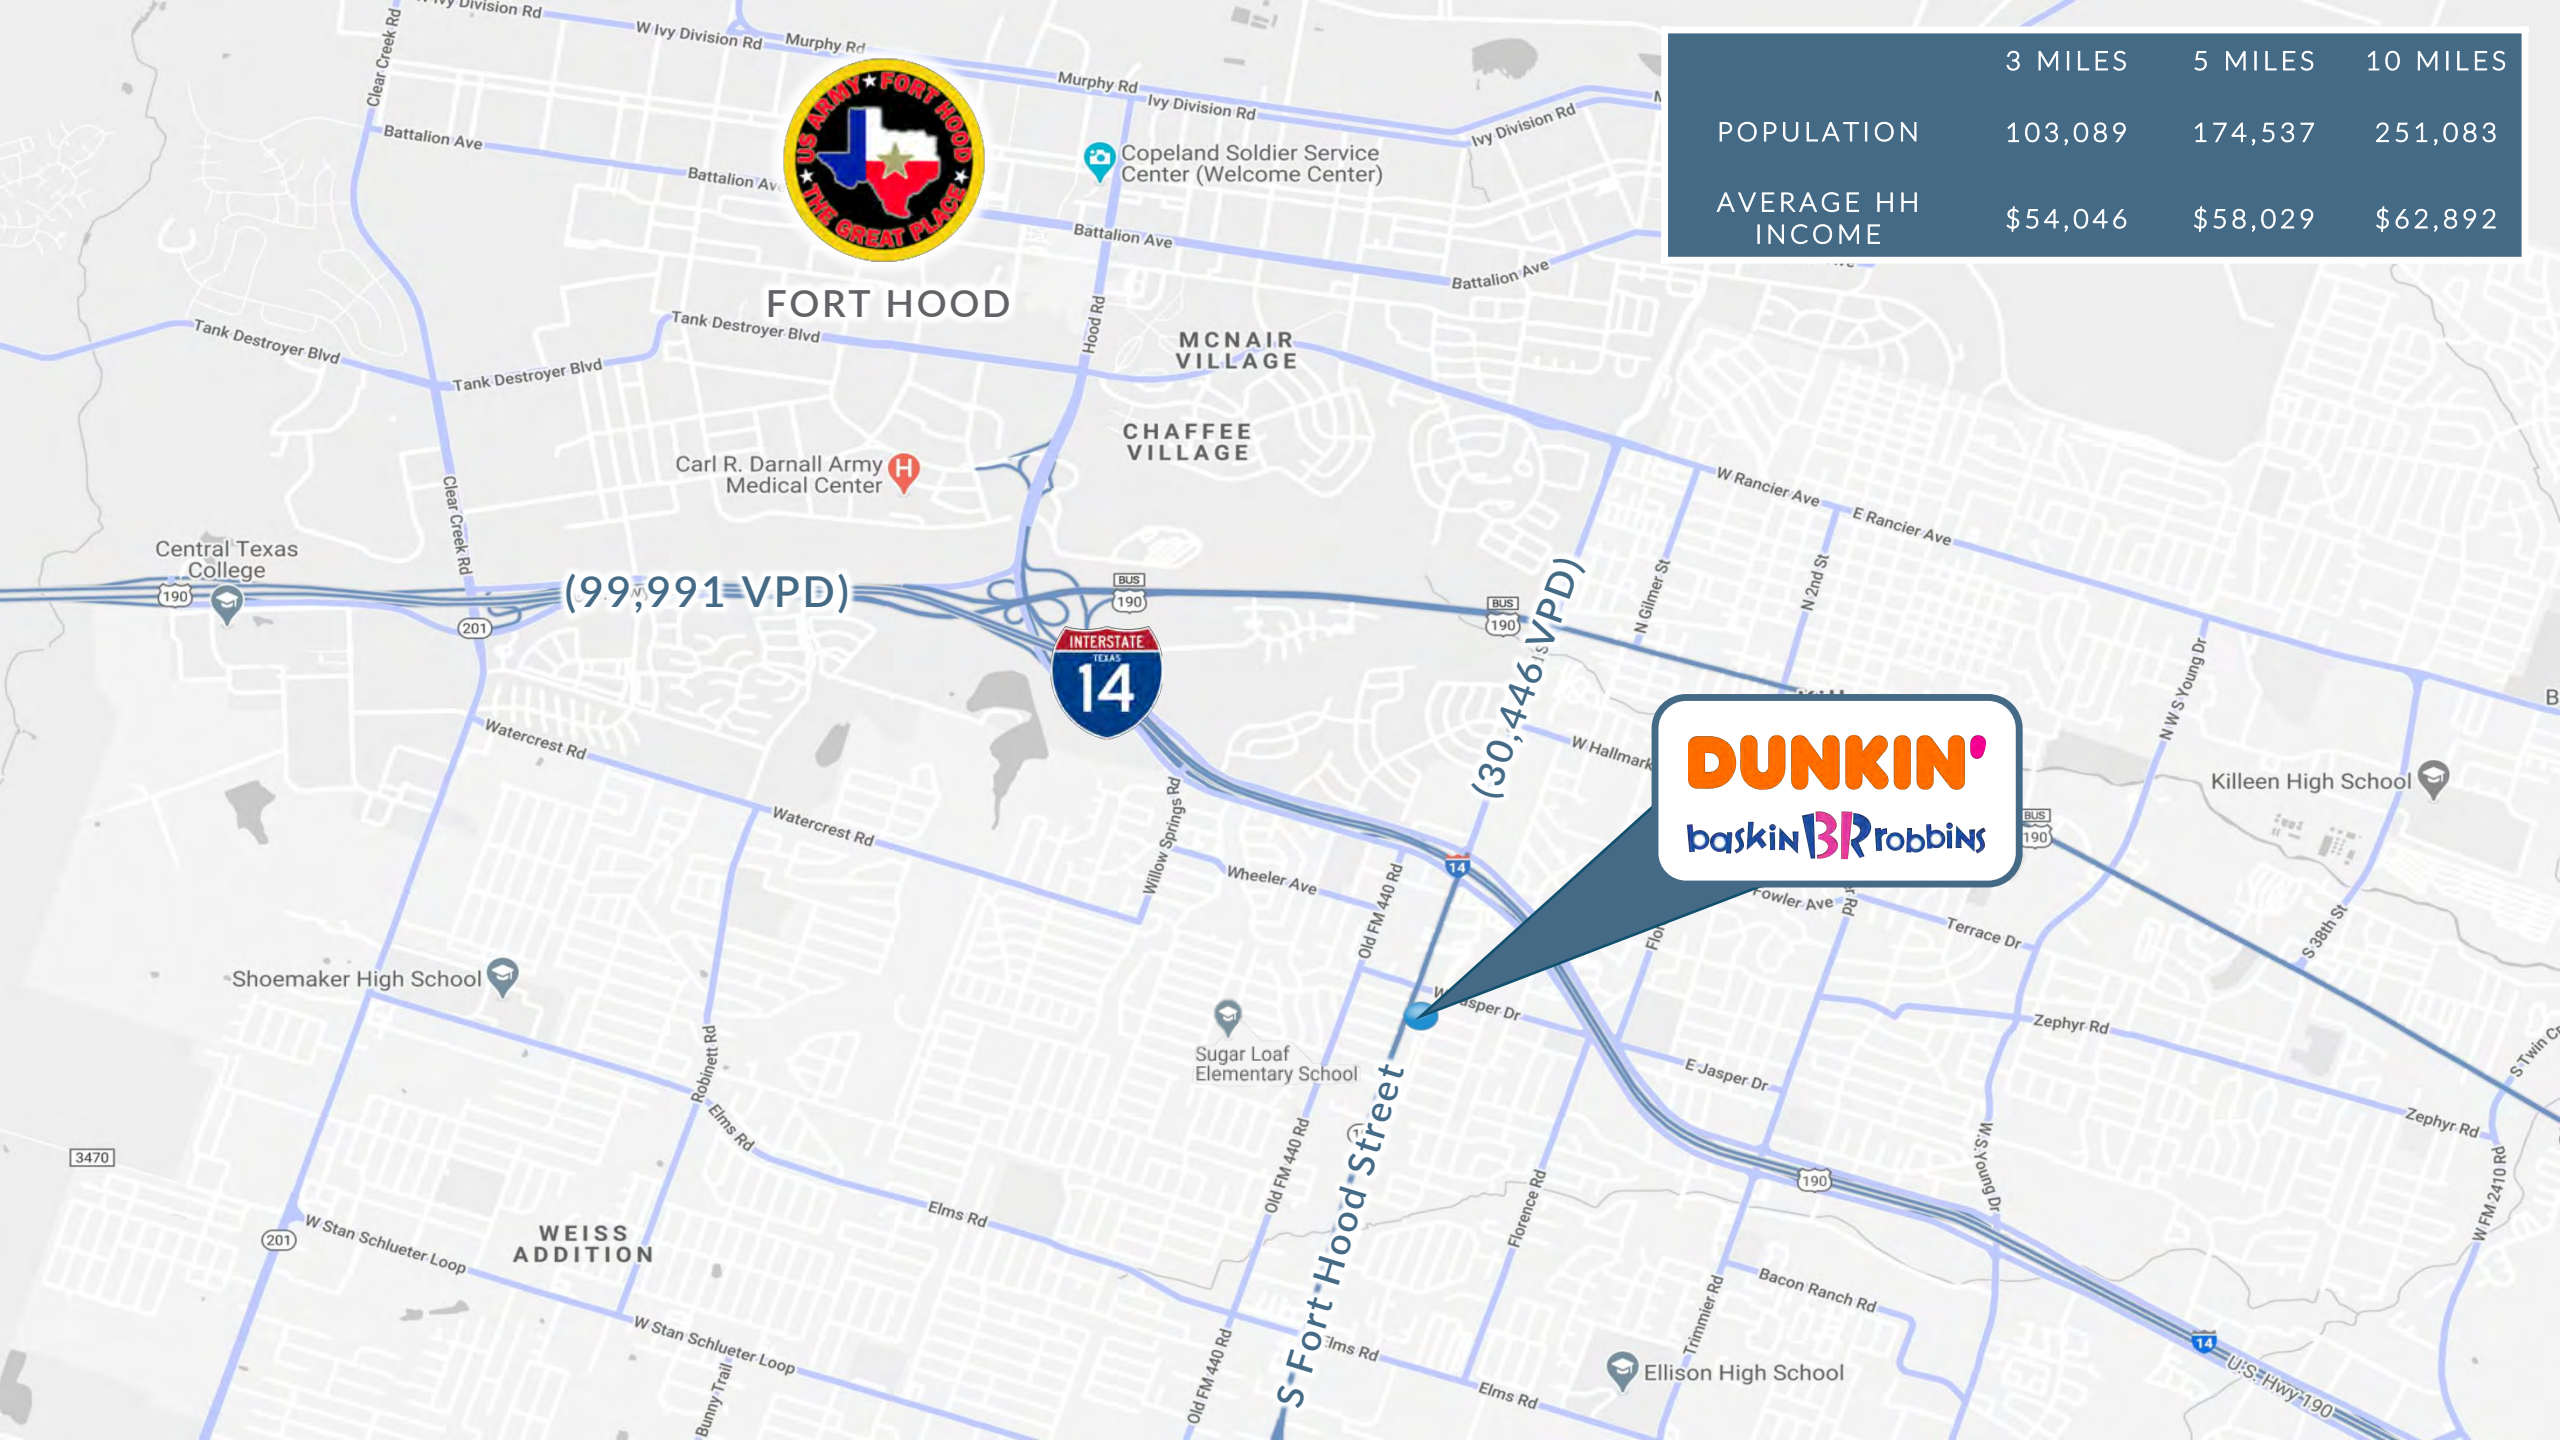 3 MILES 5 MILES 10 MILES
POPULATION 103,089 174,537 251,083
AVERAGE HH
INCOME $54,046 $58,029 $62,892
Ivy Division Rd
W Ivy Division Rd
Murphy Rd
Murphy Rd
Ivy Division Rd
Ivy Division Rd
Clear Creek Rd
Battalion Ave
Battalion Av
US ARMY FORT HOOD
THE GREAT PLACE
FORT HOOD
Copeland Soldier Service
Center (Welcome Center)
Battalion Ave
Battalion Ave
Hood Rd
Tank Destroyer Blvd
Tank Destroyer Blvd
Tank Destroyer Blvd
MCNAIR
VILLAGE
CHAFFEE
VILLAGE
Carl R. Darnall Army
Medical Center
H
Clear Creek Rd
W Rancier Ave
E Rancier Ave
Central Texas
College
190
201
(99,991 VPD)
BUS
190
BUS
190
(30,446 VPD)
N Gilmer St
N 2nd St
N W S Young Dr
INTERSTATE
TEXAS
14
W Hallmark
DUNKIN'
baskin BR robbins
Killeen High School
BUS
190
Watercrest Rd
Watercrest Rd
Willow Springs Rd
Wheeler Ave
Old FM 440 Rd
14
Fowler Ave
Terrace Dr
S 38th St
Shoemaker High School
W Jasper Dr
Sugar Loaf
Elementary School
E Jasper Dr
Zephyr Rd
Zephyr Rd
Robinett Rd
Elms Rd
3470
S Fort Hood Street
Old FM 440 Rd
Florence Rd
190
W.S. Young Dr
W FM 2410 Rd
Elms Rd
201
W Stan Schlueter Loop
WEISS
ADDITION
W Stan Schlueter Loop
Bunny Trail
Old FM 440 Rd
Elms Rd
Elms Rd
Trimmier Rd
Bacon Ranch Rd
Ellison High School
14
U.S. Hwy 190